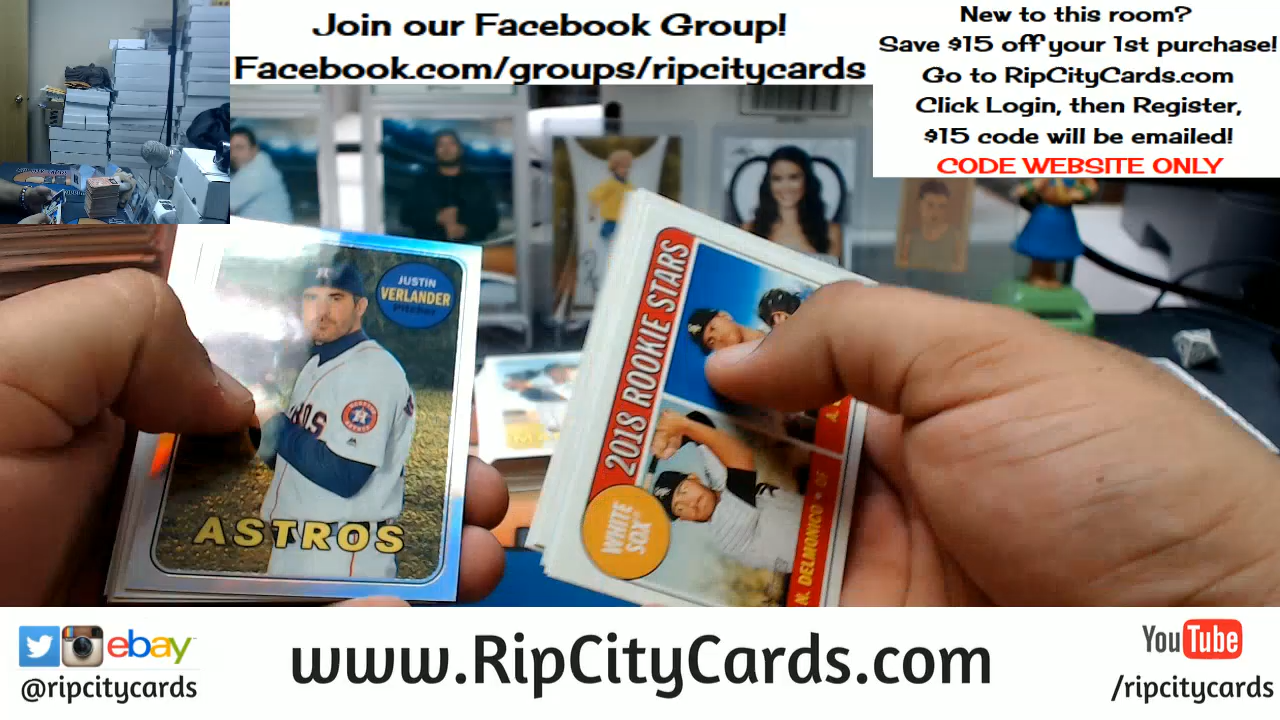 Join our Facebook Group!
Facebook.com/groups/ripcitycards
New to this room?
Save $15 off your 1st purchase!
Go to RipCityCards.com
Click Login, then Register,
$15 code will be emailed!
CODE WEBSITE ONLY
JUSTIN
VERLANDER
Pitcher
ASTROS
2018 ROOKIE STARS
WHITE
SOX
N. DELMONICO • OF
ebay
@ripcitycards
www.RipCityCards.com
YouTube
/ripcitycards